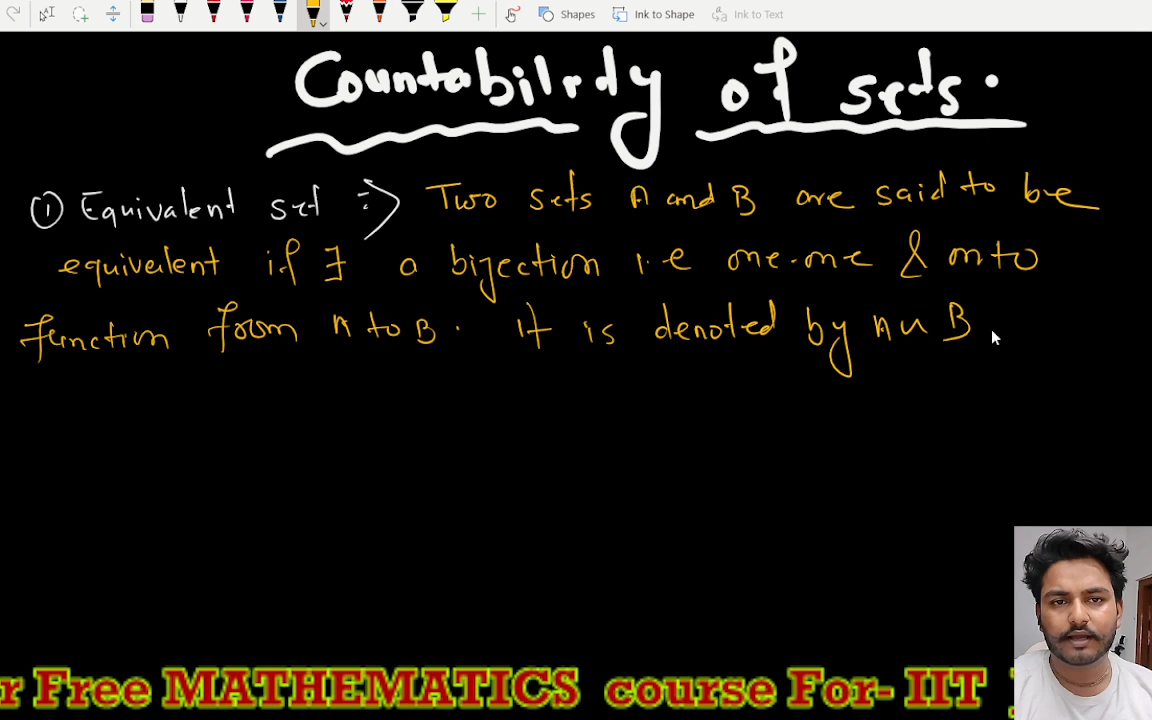 Shapes Ink to Shape Ink to Text
Countability of sets.
① Equivalent set :⇒ Two sets A and B are said to be
equivalent if ∃ a bijection i.e one-one & onto
function from A to B. It is denoted by A ∪ B
r Free MATHEMATICS course For- IIT